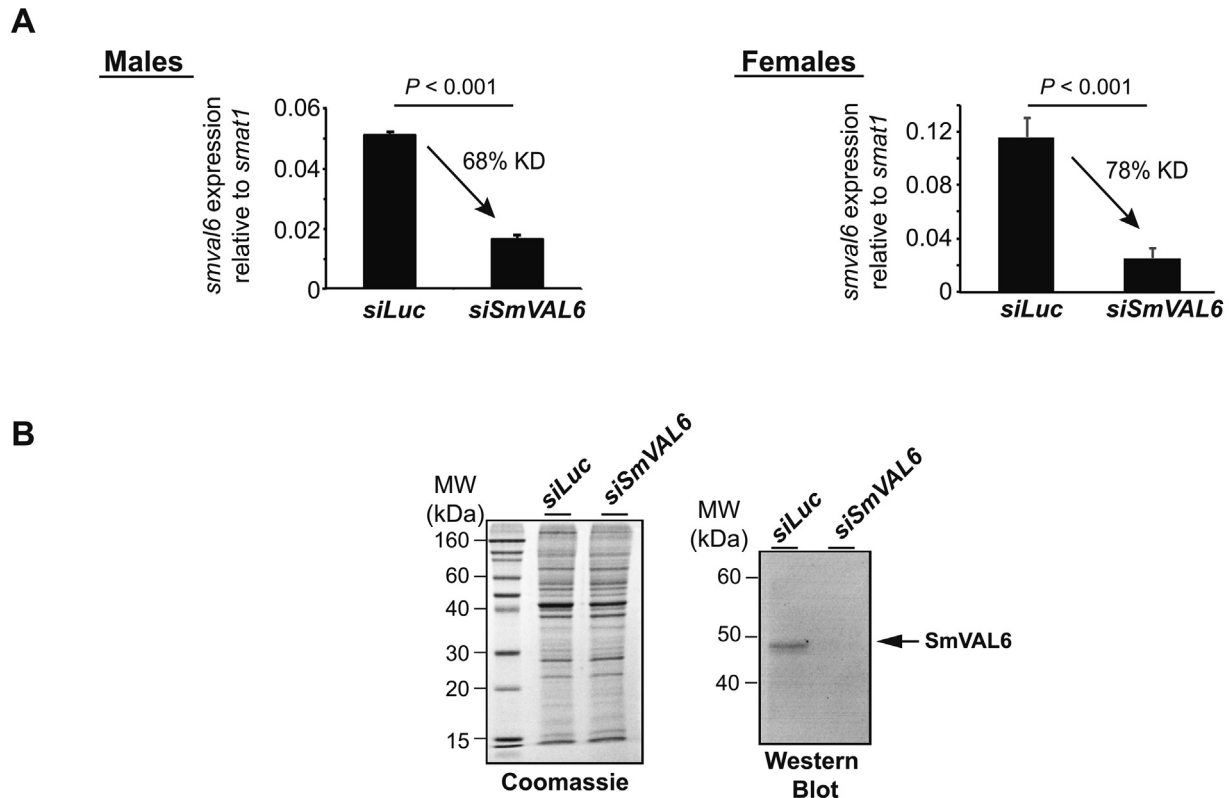 A
Males
smval6 expression
relative to smat1
P < 0.001
0.06
0.04
0.02
0
68% KD
siLuc
siSmVAL6
Females
smval6 expression
relative to smat1
P < 0.001
0.12
0.08
0.04
0
78% KD
siLuc
siSmVAL6
B
MW
(kDa)
siLuc
siSmVAL6
160
60
40
30
20
15
Coomassie
MW
(kDa)
siLuc
siSmVAL6
60
50
40
SmVAL6
Western
Blot